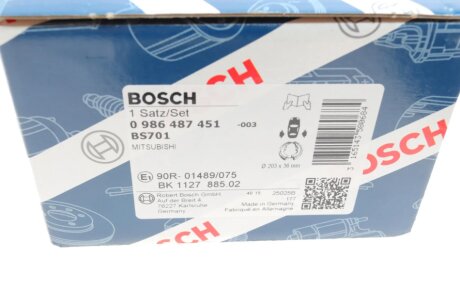 BOSCH
1 Satz/Set
0 986 487 451 -003
BS701
MITSUBISHI
Ø 203 x 36 mm
E1 90R- 01489/075
BK 1127 885.02
Robert Bosch GmbH
Auf der Breit 4
76227 Karlsruhe
Germany
Made in Germany
Fabriqué en Allemagne
BOSCH